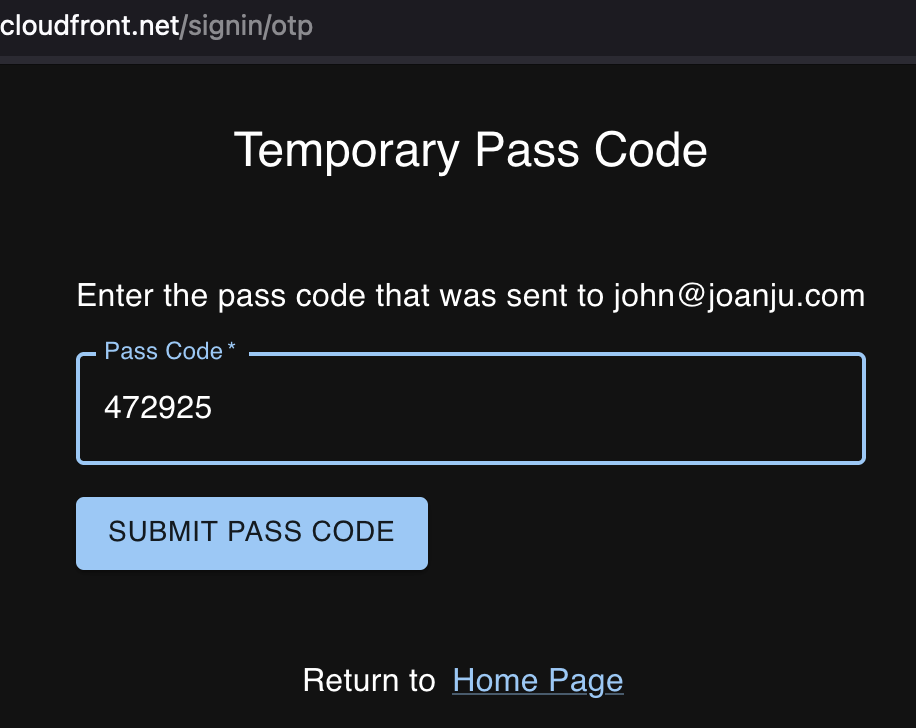 cloudfront.net/signin/otp
Temporary Pass Code
Enter the pass code that was sent to john@joanju.com
Pass Code *
472925
SUBMIT PASS CODE
Return to Home Page